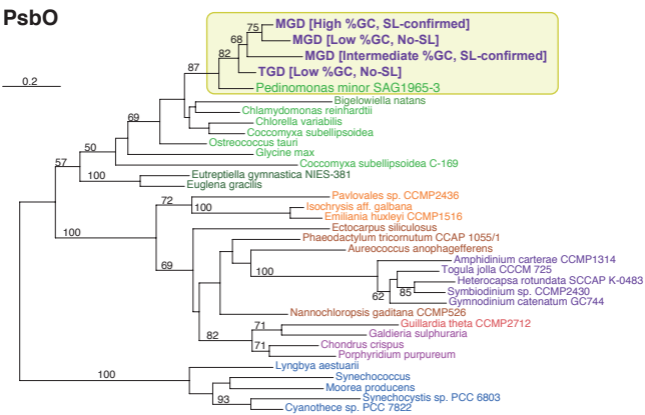 PsbO
0.2
75
MGD [High %GC, SL-confirmed]
68
MGD [Low %GC, No-SL]
82
MGD [Intermediate %GC, SL-confirmed]
87
TGD [Low %GC, No-SL]
Pedinomonas minor SAG1965-3
Bigelowiella natans
Chlamydomonas reinhardtii
69
Chlorella variabilis
Coccomyxa subellipsoidea
Ostreococcus tauri
50
Glycine max
57
Coccomyxa subellipsoidea C-169
100
Eutreptiella gymnastica NIES-381
Euglena gracilis
72
Pavlovales sp. CCMP2436
100
Isochrysis aff. galbana
Emiliania huxleyi CCMP1516
100
Ectocarpus siliculosus
Phaeodactylum tricornutum CCAP 1055/1
Aureococcus anophagefferens
69
100
Amphidinium carterae CCMP1314
Togula jolla CCCM 725
Heterocapsa rotundata SCCAP K-0483
62
85
Symbiodinium sp. CCMP2430
Gymnodinium catenatum GC744
Nannochloropsis gaditana CCMP526
71
Guillardia theta CCMP2712
82
Galdieria sulphuraria
71
Chondrus crispus
Porphyridium purpureum
100
Lyngbya aestuarii
Synechococcus
Moorea producens
93
Synechocystis sp. PCC 6803
Cyanothece sp. PCC 7822